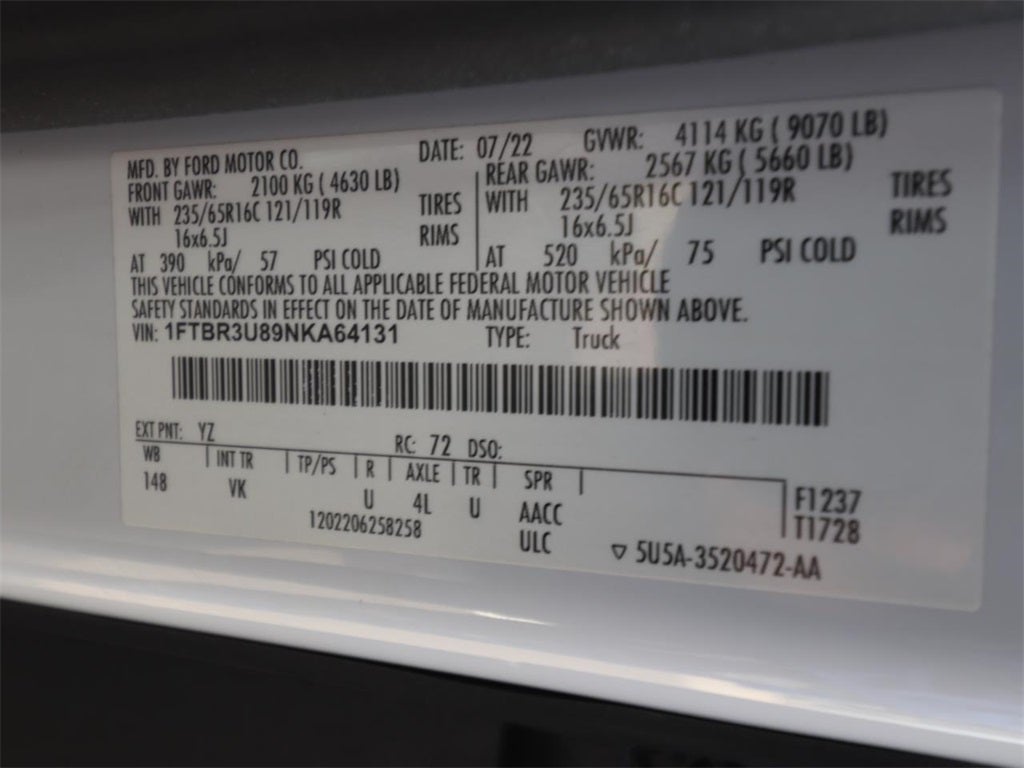 MFD. BY FORD MOTOR CO. DATE: 07/22 GVWR: 4114 KG ( 9070 LB)
FRONT GAWR: 2100 KG ( 4630 LB) REAR GAWR: 2567 KG ( 5660 LB)
WITH 235/65R16C 121/119R TIRES WITH 235/65R16C 121/119R TIRES
16x6.5J RIMS 16x6.5J RIMS
AT 390 kPa/ 57 PSI COLD AT 520 kPa/ 75 PSI COLD
THIS VEHICLE CONFORMS TO ALL APPLICABLE FEDERAL MOTOR VEHICLE
SAFETY STANDARDS IN EFFECT ON THE DATE OF MANUFACTURE SHOWN ABOVE.
VIN: 1FTBR3U89NKA64131 TYPE: Truck
EXT PNT: YZ RC: 72 DSO:
WB INT TR TP/PS R AXLE TR SPR
148 VK U 4L U AACC F1237
1202206258258 ULC T1728
▽ 5U5A-3520472-AA